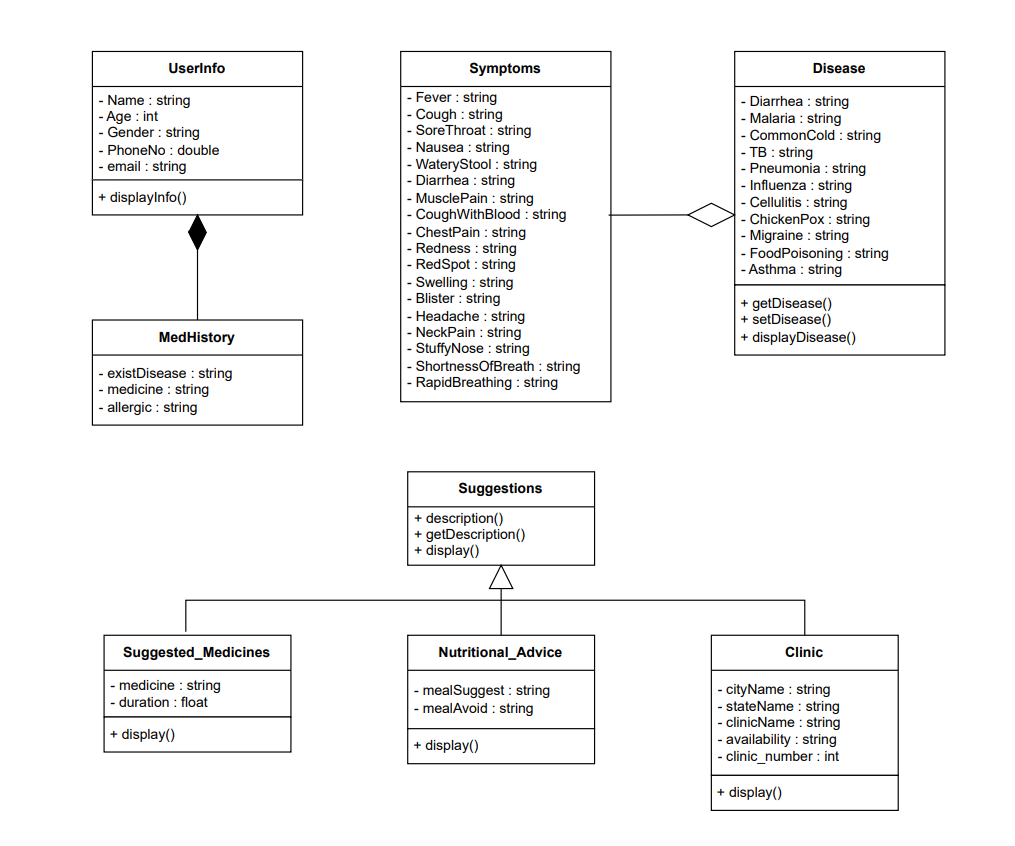 UserInfo
- Name : string
- Age : int
- Gender : string
- PhoneNo : double
- email : string
+ displayInfo()
MedHistory
- existDisease : string
- medicine : string
- allergic : string
Symptoms
- Fever : string
- Cough : string
- SoreThroat : string
- Nausea : string
- WateryStool : string
- Diarrhea : string
- MusclePain : string
- CoughWithBlood : string
- ChestPain : string
- Redness : string
- RedSpot : string
- Swelling : string
- Blister : string
- Headache : string
- NeckPain : string
- StuffyNose : string
- ShortnessOfBreath : string
- RapidBreathing : string
Disease
- Diarrhea : string
- Malaria : string
- CommonCold : string
- TB : string
- Pneumonia : string
- Influenza : string
- Cellulitis : string
- ChickenPox : string
- Migraine : string
- FoodPoisoning : string
- Asthma : string
+ getDisease()
+ setDisease()
+ displayDisease()
Suggestions
+ description()
+ getDescription()
+ display()
Suggested_Medicines
- medicine : string
- duration : float
+ display()
Nutritional_Advice
- mealSuggest : string
- mealAvoid : string
+ display()
Clinic
- cityName : string
- stateName : string
- clinicName : string
- availability : string
- clinic_number : int
+ display()